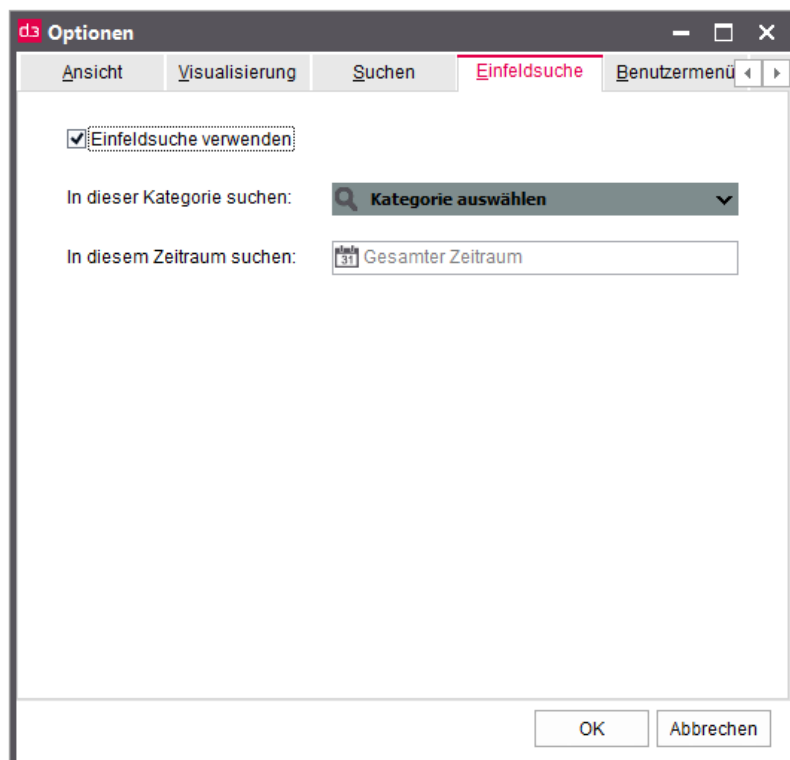 d3 Optionen
Ansicht Visualisierung Suchen Einfeldsuche Benutzermenü
Einfeldsuche verwenden
In dieser Kategorie suchen: Kategorie auswählen
In diesem Zeitraum suchen: 31 Gesamter Zeitraum
OK Abbrechen